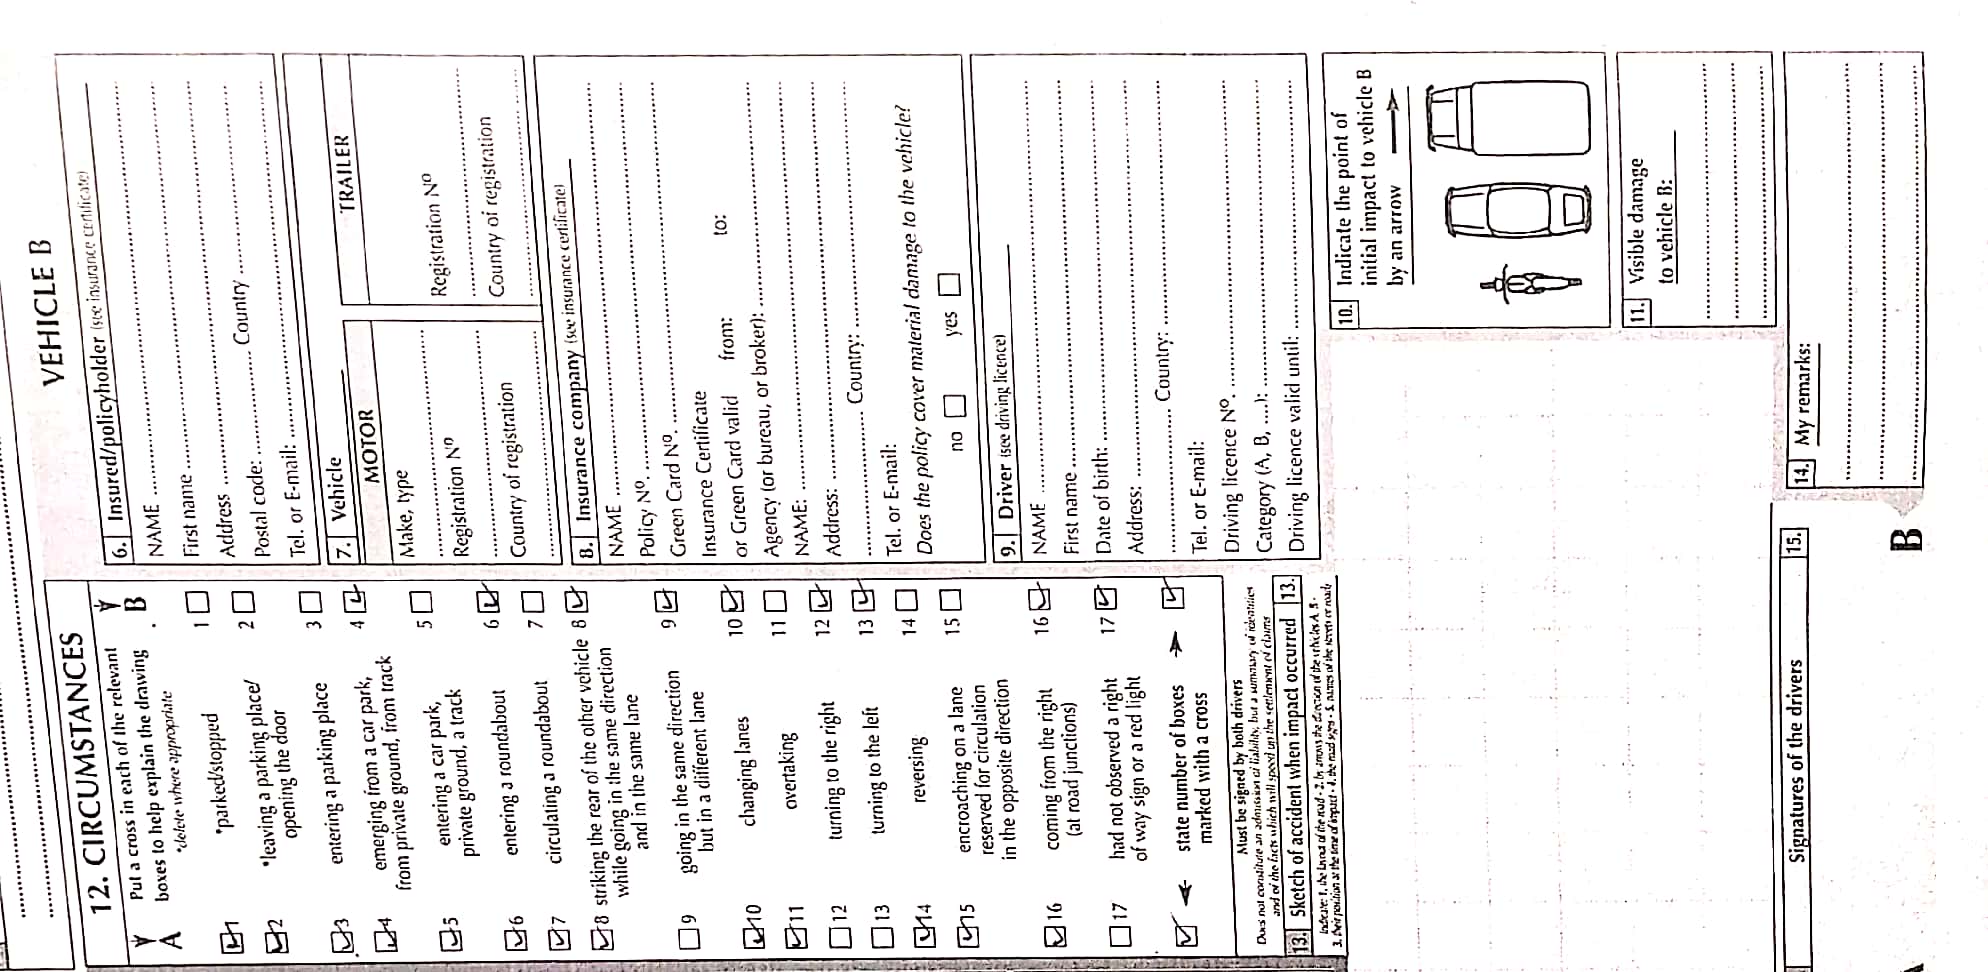 VEHICLE B
12. CIRCUMSTANCES
A
B
Put a cross in each of the relevant
boxes to help explain the drawing
*delete where appropriate
☑ 1 *parked/stopped 1 ☐
☑ 2 *leaving a parking place/ 2 ☐
opening the door
☑ 3 entering a parking place 3 ☐
☑ 4 emerging from a car park, 4 ☑
from private ground, from track
☑ 5 entering a car park, 5 ☐
private ground, a track
☑ 6 entering a roundabout 6 ☑
☑ 7 circulating a roundabout 7 ☐
☑ 8 striking the rear of the other vehicle 8 ☑
while going in the same direction
and in the same lane
☐ 9 going in the same direction 9 ☑
but in a different lane
☑ 10 changing lanes 10 ☑
☑ 11 overtaking 11 ☐
☐ 12 turning to the right 12 ☑
☐ 13 turning to the left 13 ☑
☑ 14 reversing 14 ☐
☑ 15 encroaching on a lane 15 ☐
reserved for circulation
in the opposite direction
☑ 16 coming from the right 16 ☑
(at road junctions)
☐ 17 had not observed a right 17 ☑
of way sign or a red light
☑ ← state number of boxes → ☑
marked with a cross
Must be signed by both drivers
Does not constitute an admission of liability, but a summary of identities
and of the facts which will speed up the settlement of claims
13. Sketch of accident when impact occurred 13.
Indicate: 1. the layout of the road - 2. by arrows the direction of the vehicles A, B -
3. their position at the time of impact - 4. the road signs - 5. names of the streets or roads
6. Insured/policyholder (see insurance certificate)
NAME
First name
Address
Postal code: Country
Tel. or E-mail:
7. Vehicle
MOTOR TRAILER
Make, type
Registration Nº Registration Nº
Country of registration Country of registration
8. Insurance company (see insurance certificate)
NAME
Policy Nº.
Green Card Nº.
Insurance Certificate
or Green Card valid from: to:
Agency (or bureau, or broker):
NAME:
Address:
Country:
Tel. or E-mail:
Does the policy cover material damage to the vehicle?
no ☐ yes ☐
9. Driver (see driving licence)
NAME
First name
Date of birth:
Address:
Country:
Tel. or E-mail:
Driving licence Nº.
Category (A, B, ...):
Driving licence valid until:
10. Indicate the point of
initial impact to vehicle B
by an arrow →
11. Visible damage
to vehicle B:
14. My remarks:
Signatures of the drivers 15.
A
B